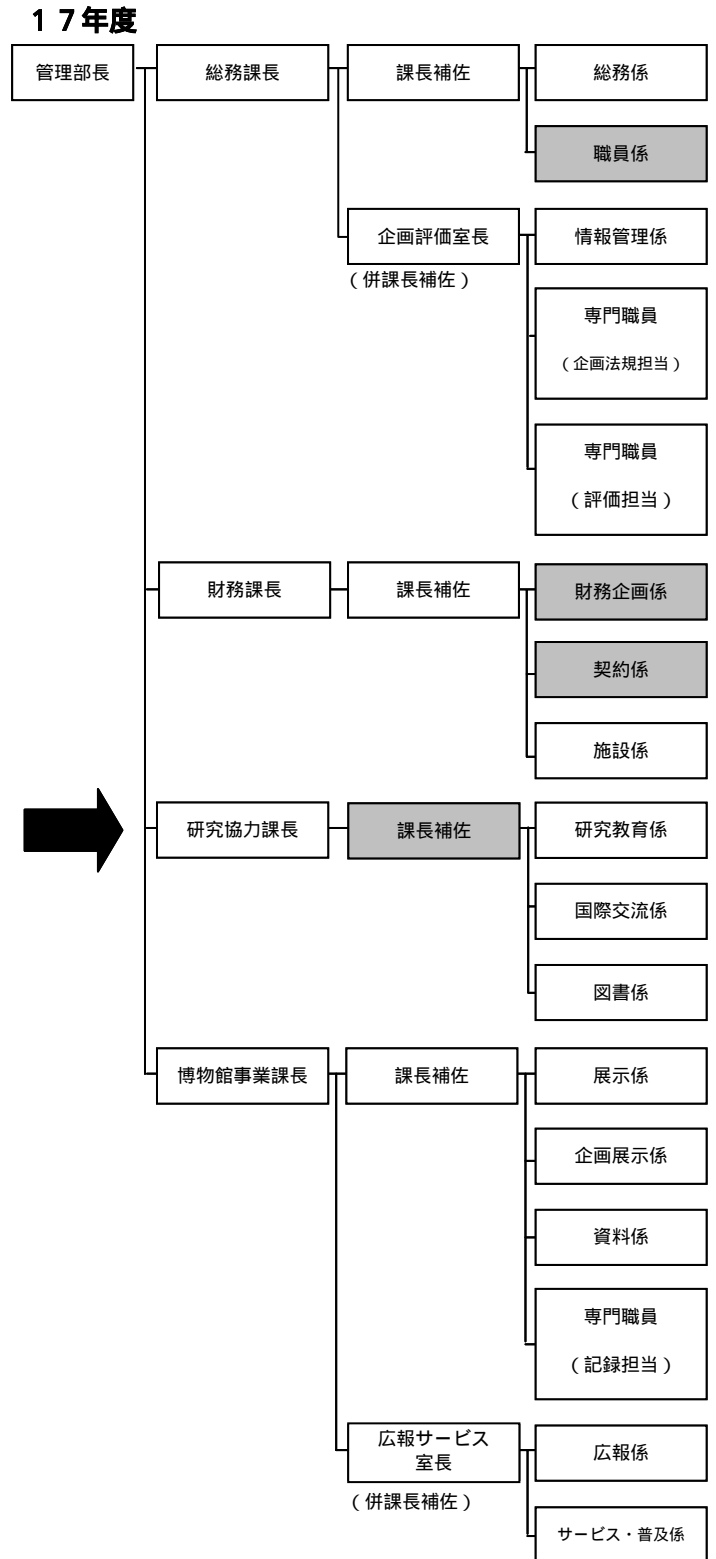 １７年度
管理部長
総務課長
課長補佐
総務係
職員係
企画評価室長
（併課長補佐）
情報管理係
専門職員
（企画法規担当）
専門職員
（評価担当）
財務課長
課長補佐
財務企画係
契約係
施設係
研究協力課長
課長補佐
研究教育係
国際交流係
図書係
博物館事業課長
課長補佐
展示係
企画展示係
資料係
専門職員
（記録担当）
広報サービス
室長
（併課長補佐）
広報係
サービス・普及係